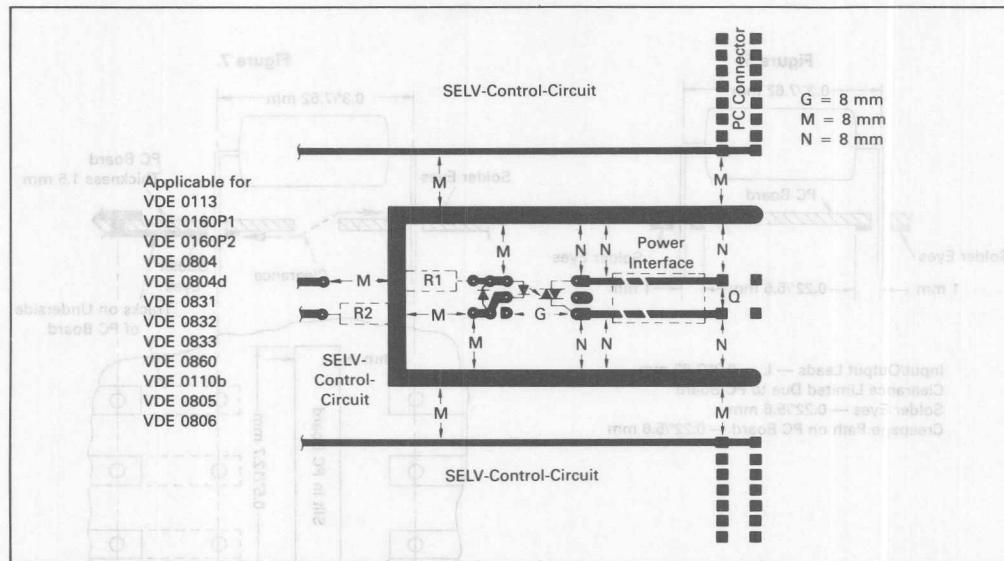 SELV-Control-Circuit
PC Connector
G = 8 mm
M = 8 mm
N = 8 mm
Applicable for
VDE 0113
VDE 0160P1
VDE 0160P2
VDE 0804
VDE 0804d
VDE 0831
VDE 0832
VDE 0833
VDE 0860
VDE 0110b
VDE 0805
VDE 0806
M
M
M
N
N
Power
Interface
N
M
R1
Q
R2
M
G
M
N
N
N
SELV-
Control-
Circuit
M
M
SELV-Control-Circuit